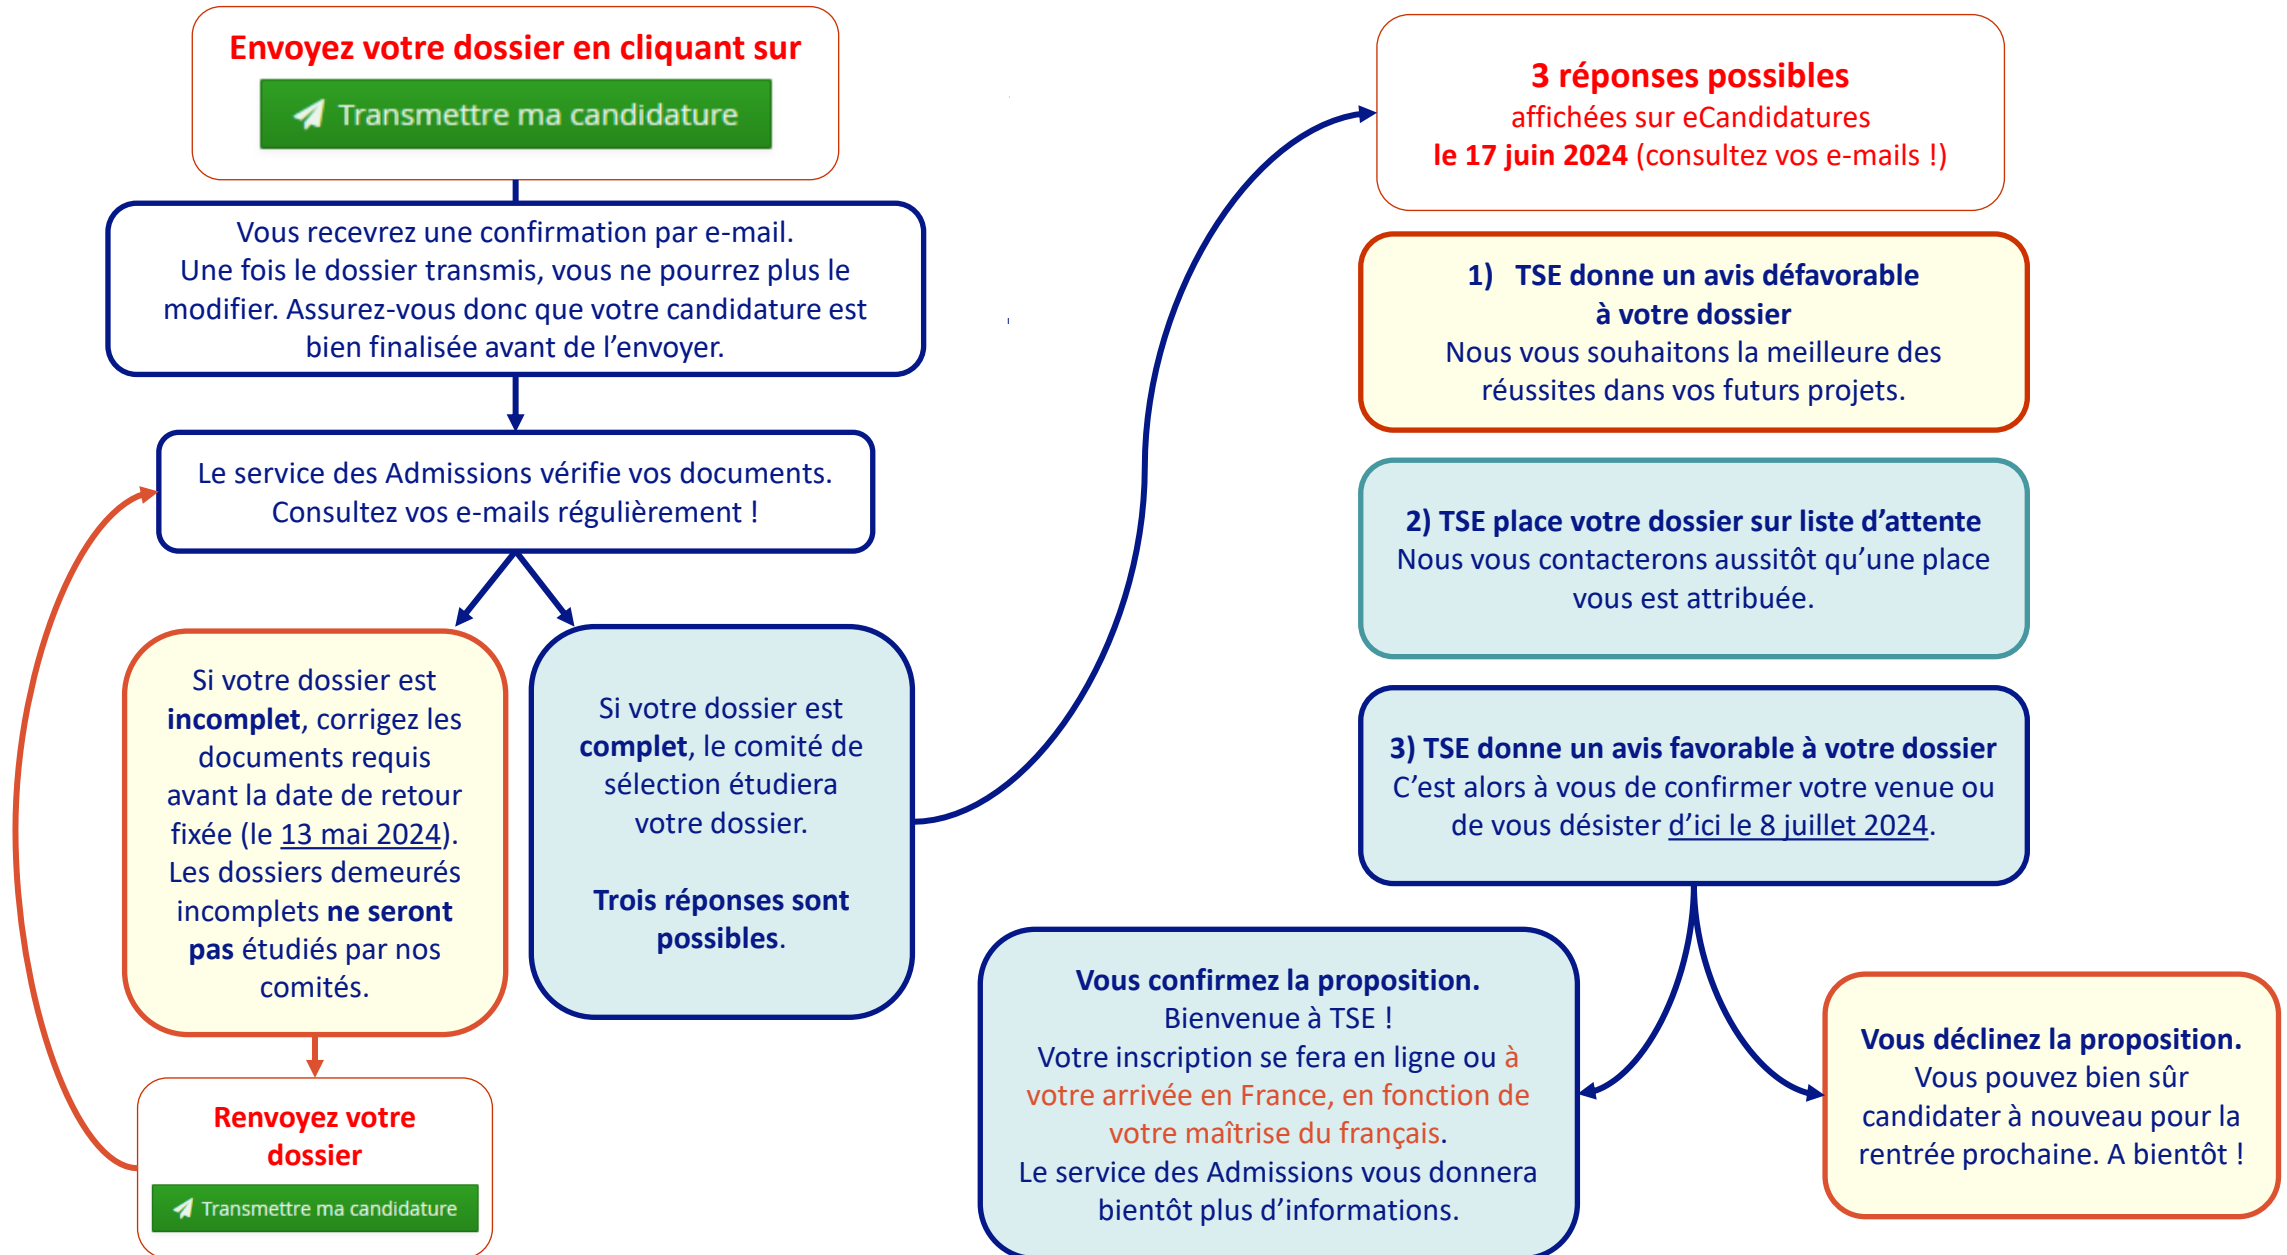 Envoyez votre dossier en cliquant sur
Transmettre ma candidature
Vous recevrez une confirmation par e-mail.
Une fois le dossier transmis, vous ne pourrez plus le
modifier. Assurez-vous donc que votre candidature est
bien finalisée avant de l’envoyer.
Le service des Admissions vérifie vos documents.
Consultez vos e-mails régulièrement !
Si votre dossier est
incomplet, corrigez les
documents requis
avant la date de retour
fixée (le 13 mai 2024).
Les dossiers demeurés
incomplets ne seront
pas étudiés par nos
comités.
Renvoyez votre
dossier
Transmettre ma candidature
Si votre dossier est
complet, le comité de
sélection étudiera
votre dossier.
Trois réponses sont
possibles.
3 réponses possibles
affichées sur eCandidatures
le 17 juin 2024 (consultez vos e-mails !)
1) TSE donne un avis défavorable
à votre dossier
Nous vous souhaitons la meilleure des
réussites dans vos futurs projets.
2) TSE place votre dossier sur liste d’attente
Nous vous contacterons aussitôt qu’une place
vous est attribuée.
3) TSE donne un avis favorable à votre dossier
C’est alors à vous de confirmer votre venue ou
de vous désister d’ici le 8 juillet 2024.
Vous confirmez la proposition.
Bienvenue à TSE !
Votre inscription se fera en ligne ou à
votre arrivée en France, en fonction de
votre maîtrise du français.
Le service des Admissions vous donnera
bientôt plus d’informations.
Vous déclinez la proposition.
Vous pouvez bien sûr
candidater à nouveau pour la
rentrée prochaine. A bientôt !